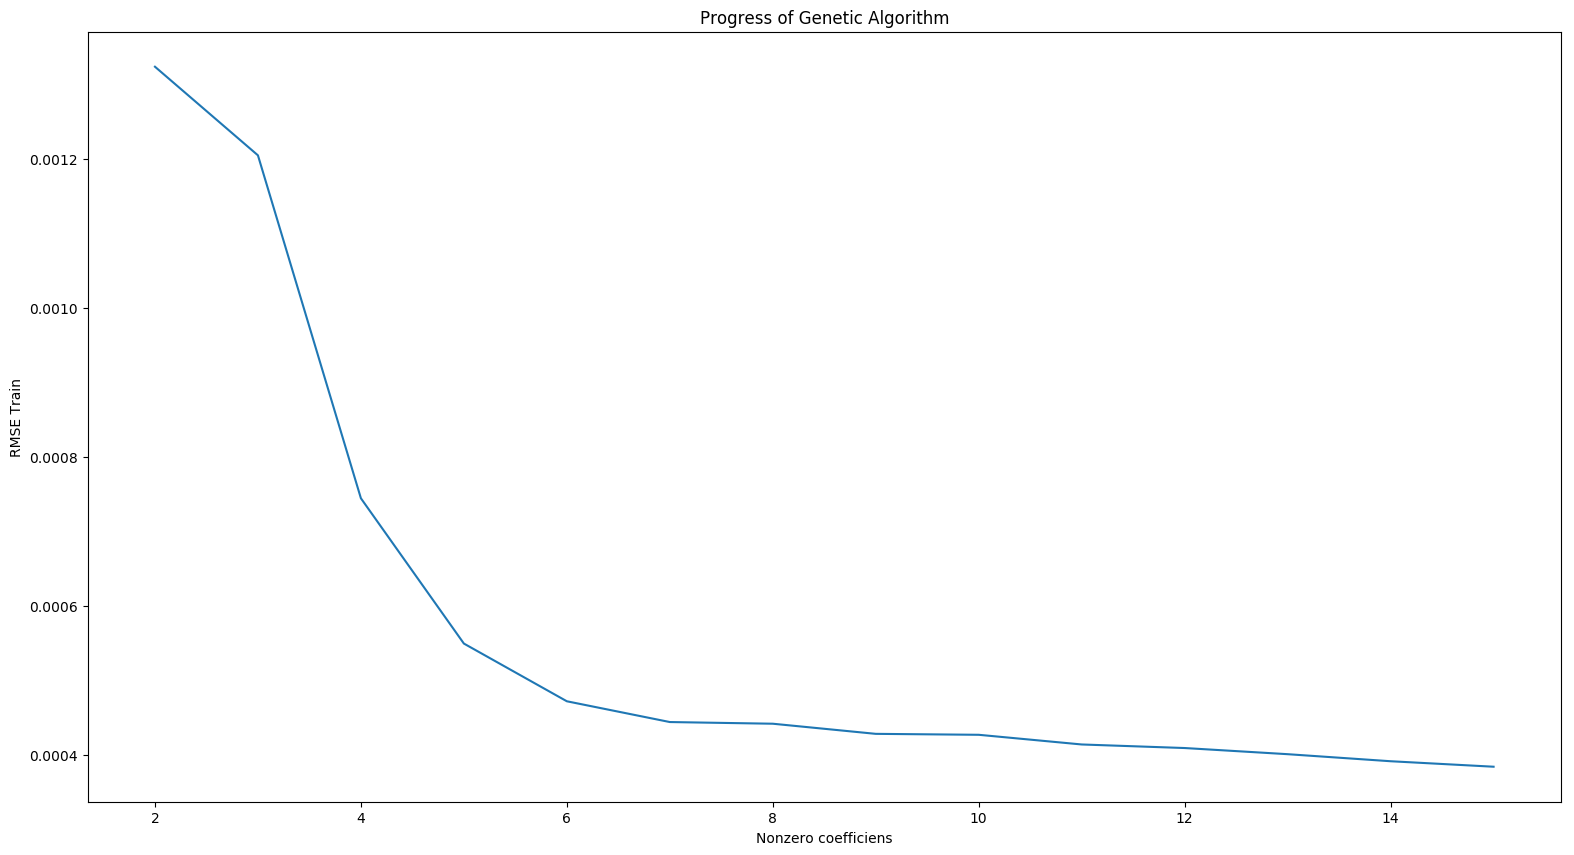 Progress of Genetic Algorithm
0.0012
0.0010
0.0008
0.0006
0.0004
RMSE Train
2 4 6 8 10 12 14
Nonzero coefficiens